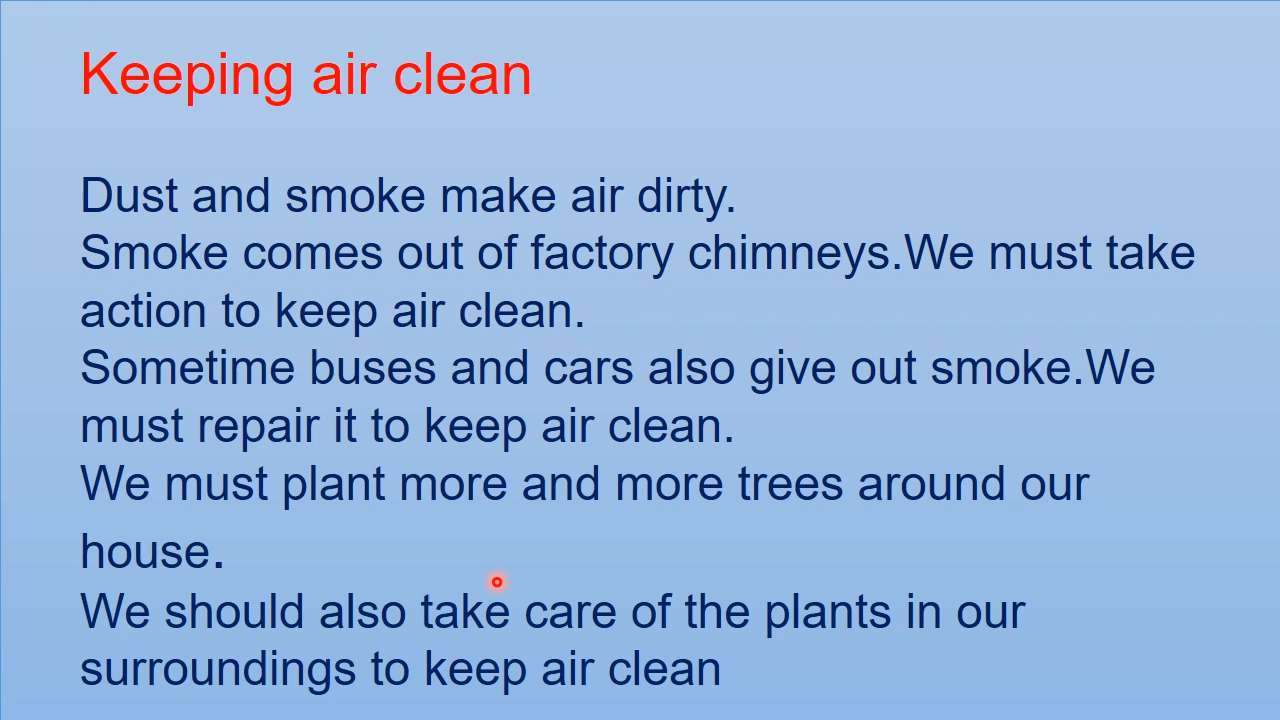 Keeping air clean
Dust and smoke make air dirty.
Smoke comes out of factory chimneys.We must take
action to keep air clean.
Sometime buses and cars also give out smoke.We
must repair it to keep air clean.
We must plant more and more trees around our
house.
We should also take care of the plants in our
surroundings to keep air clean